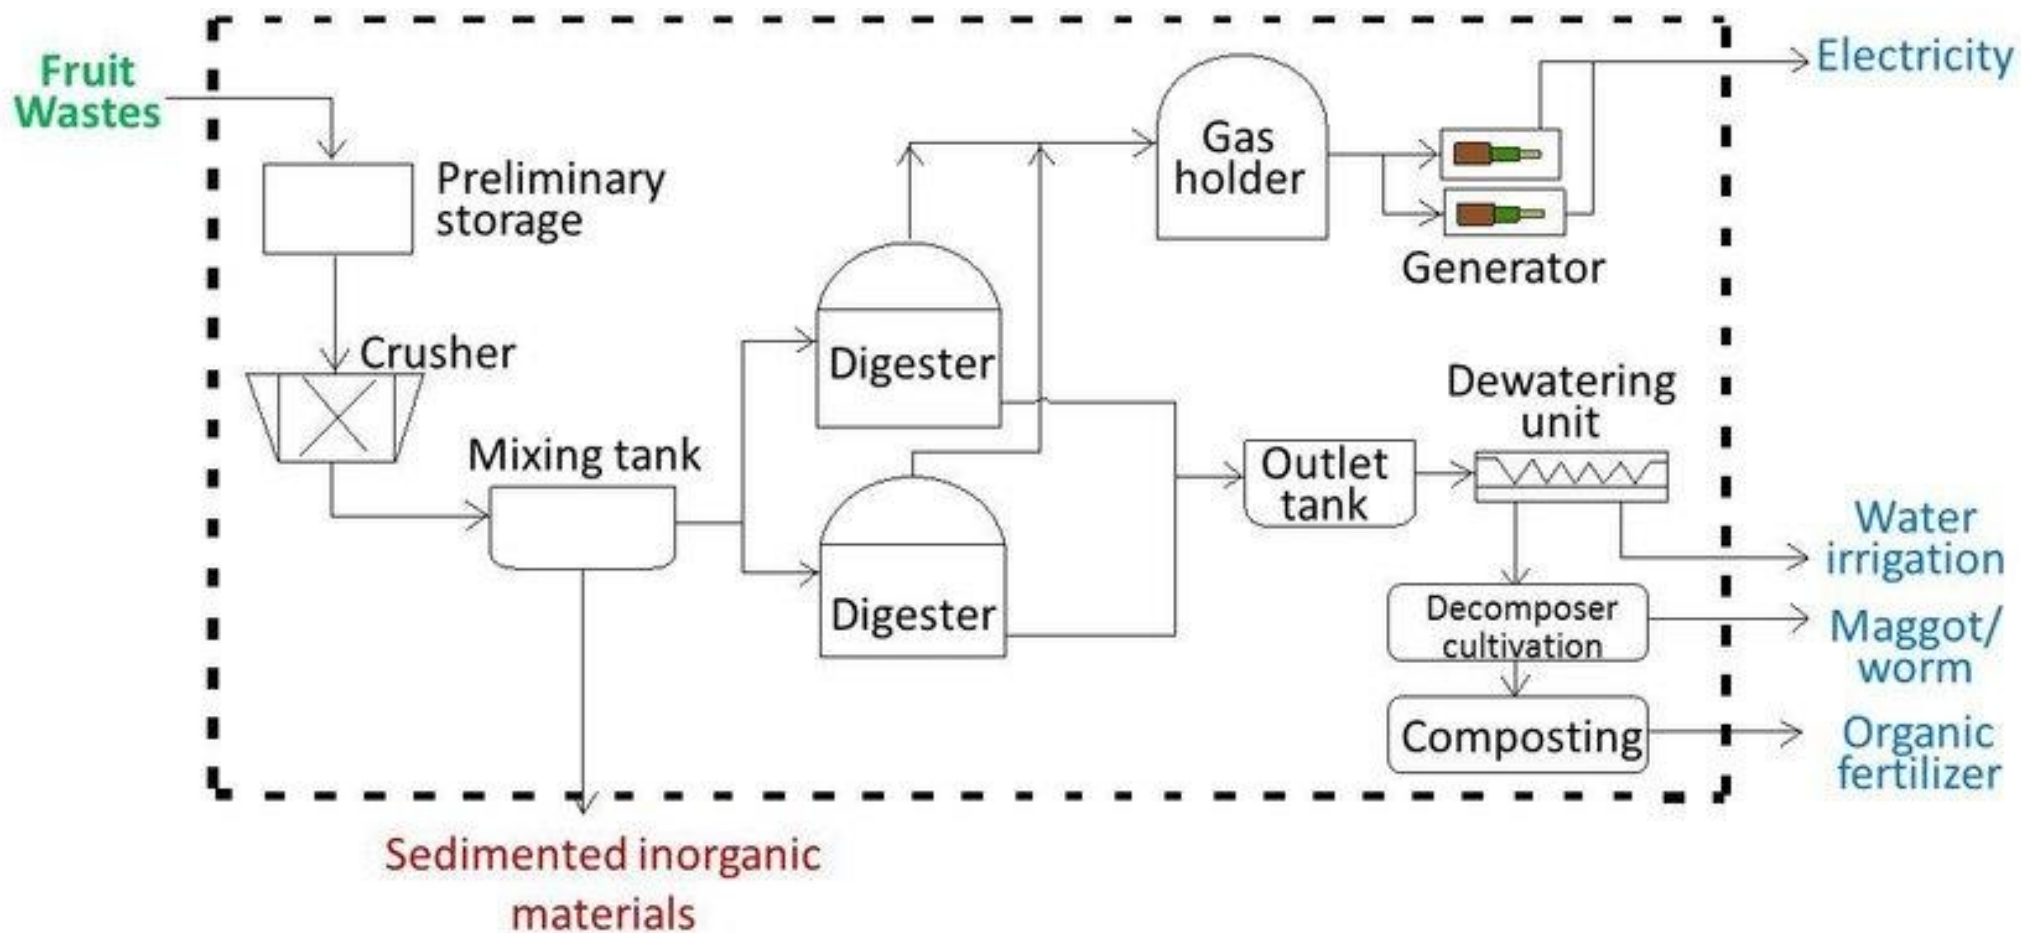 Fruit
Wastes
Preliminary
storage
Crusher
Mixing tank
Sedimented inorganic
materials
Digester
Digester
Gas
holder
Generator
Electricity
Outlet
tank
Dewatering
unit
Water
irrigation
Decomposer
cultivation
Maggot/
worm
Composting
Organic
fertilizer